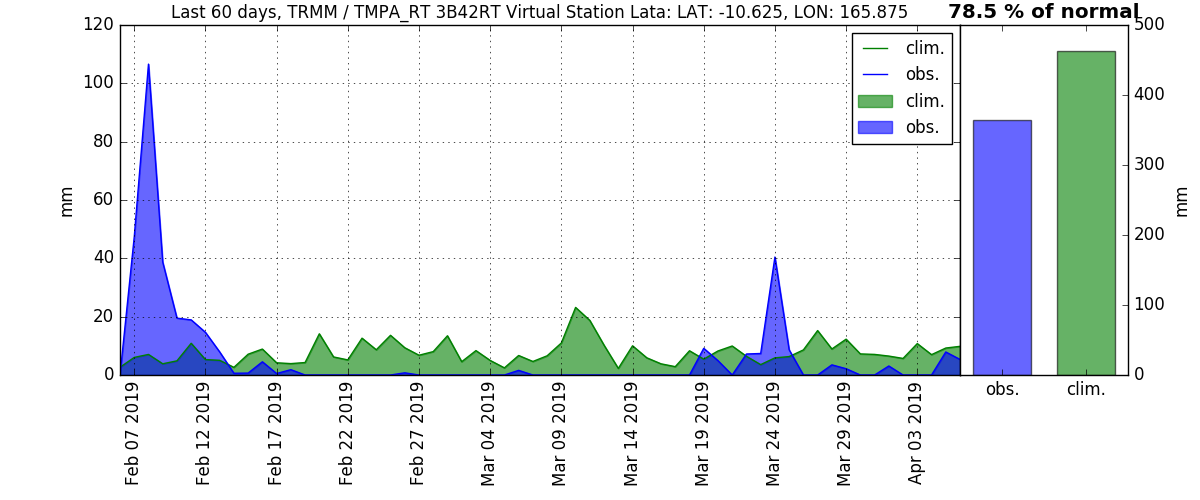 Last 60 days, TRMM / TMPA_RT 3B42RT Virtual Station Lata: LAT: -10.625, LON: 165.875
78.5 % of normal
120
100
80
60
40
20
0
mm
clim.
obs.
clim.
obs.
500
400
300
200
100
0
mm
obs.
clim.
Feb 07 2019
Feb 12 2019
Feb 17 2019
Feb 22 2019
Feb 27 2019
Mar 04 2019
Mar 09 2019
Mar 14 2019
Mar 19 2019
Mar 24 2019
Mar 29 2019
Apr 03 2019